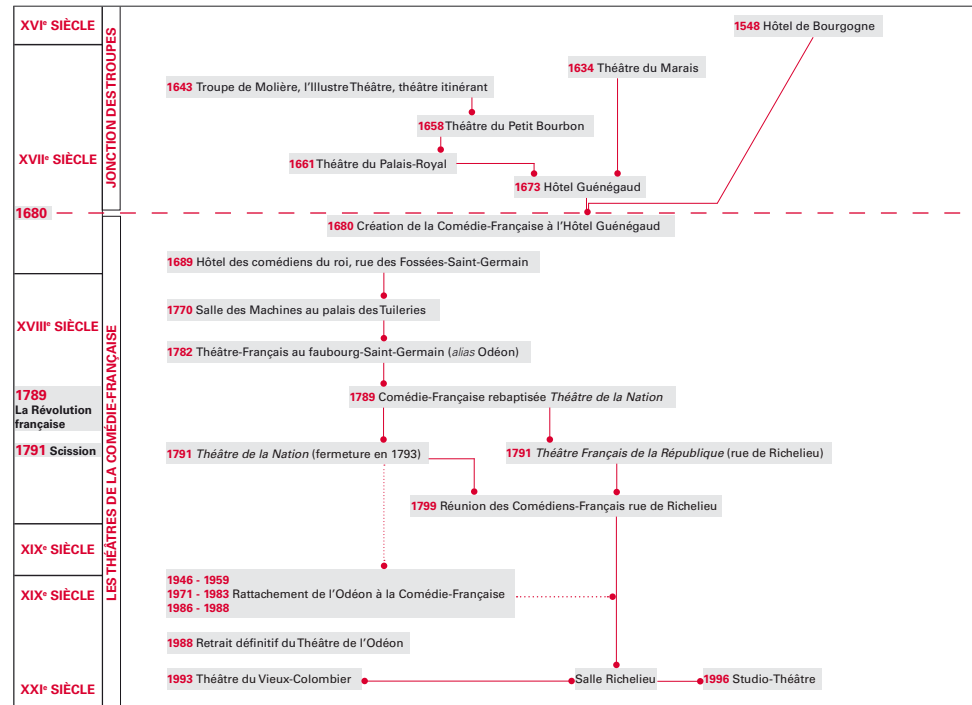 XVIe SIÈCLE
JONCTION DES TROUPES
1548 Hôtel de Bourgogne
1634 Théâtre du Marais
1643 Troupe de Molière, l'Illustre Théâtre, théâtre itinérant
1658 Théâtre du Petit Bourbon
XVIIe SIÈCLE
1661 Théâtre du Palais-Royal
1673 Hôtel Guénégaud
1680
1680 Création de la Comédie-Française à l'Hôtel Guénégaud
LES THÉÂTRES DE LA COMÉDIE-FRANÇAISE
1689 Hôtel des comédiens du roi, rue des Fossées-Saint-Germain
1770 Salle des Machines au palais des Tuileries
XVIIIe SIÈCLE
1782 Théâtre-Français au faubourg-Saint-Germain (alias Odéon)
1789
La Révolution
française
1789 Comédie-Française rebaptisée Théâtre de la Nation
1791 Scission
1791 Théâtre de la Nation (fermeture en 1793)
1791 Théâtre Français de la République (rue de Richelieu)
1799 Réunion des Comédiens-Français rue de Richelieu
XIXe SIÈCLE
XIXe SIÈCLE
1946 - 1959
1971 - 1983 Rattachement de l'Odéon à la Comédie-Française
1986 - 1988
1988 Retrait définitif du Théâtre de l'Odéon
XXIe SIÈCLE
1993 Théâtre du Vieux-Colombier
Salle Richelieu
1996 Studio-Théâtre